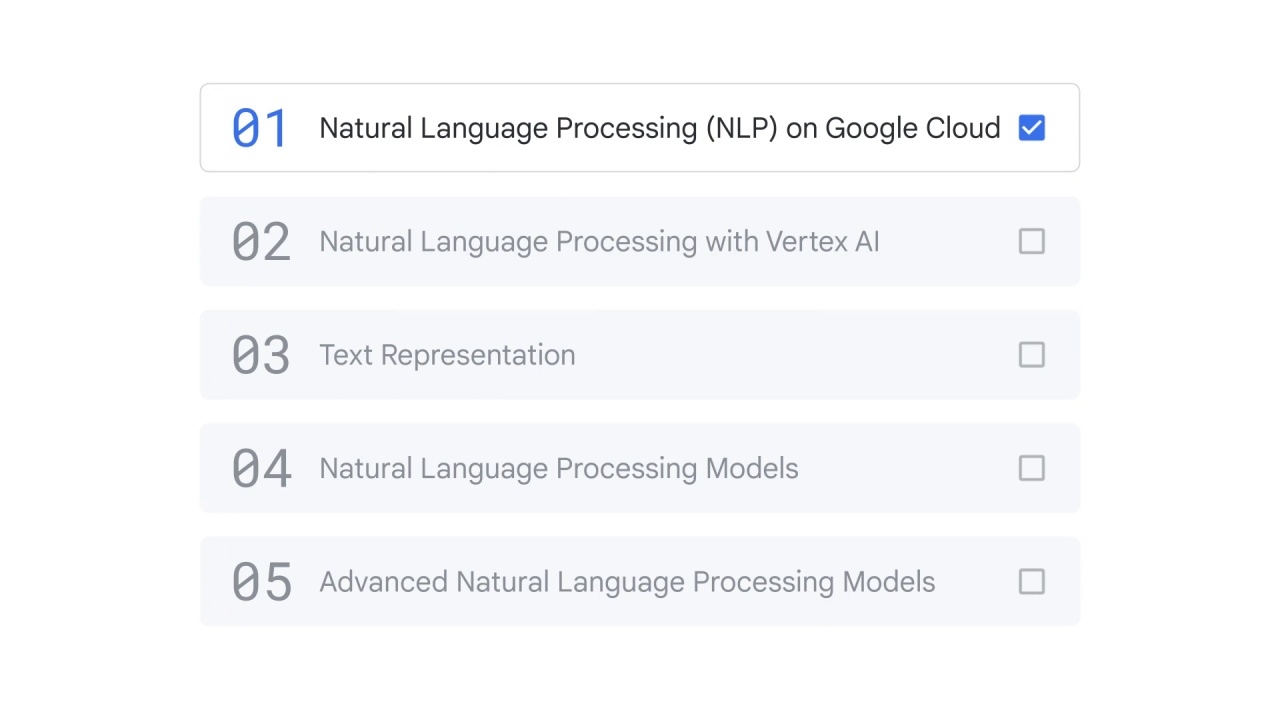 01 Natural Language Processing (NLP) on Google Cloud
02 Natural Language Processing with Vertex AI
03 Text Representation
04 Natural Language Processing Models
05 Advanced Natural Language Processing Models